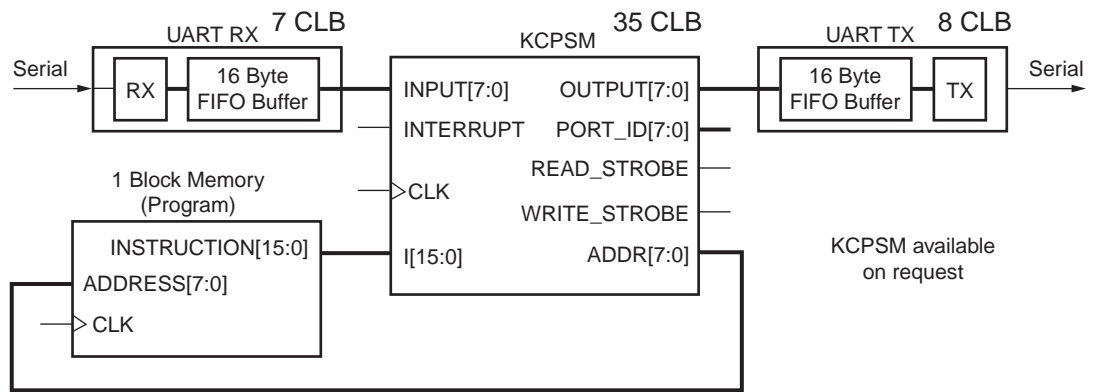 7 CLB
35 CLB
8 CLB
UART RX
KCPSM
UART TX
Serial
RX
16 Byte
FIFO Buffer
INPUT[7:0]
OUTPUT[7:0]
16 Byte
FIFO Buffer
TX
Serial
INTERRUPT
PORT_ID[7:0]
READ_STROBE
CLK
WRITE_STROBE
1 Block Memory
(Program)
INSTRUCTION[15:0]
I[15:0]
ADDR[7:0]
KCPSM available
on request
ADDRESS[7:0]
CLK